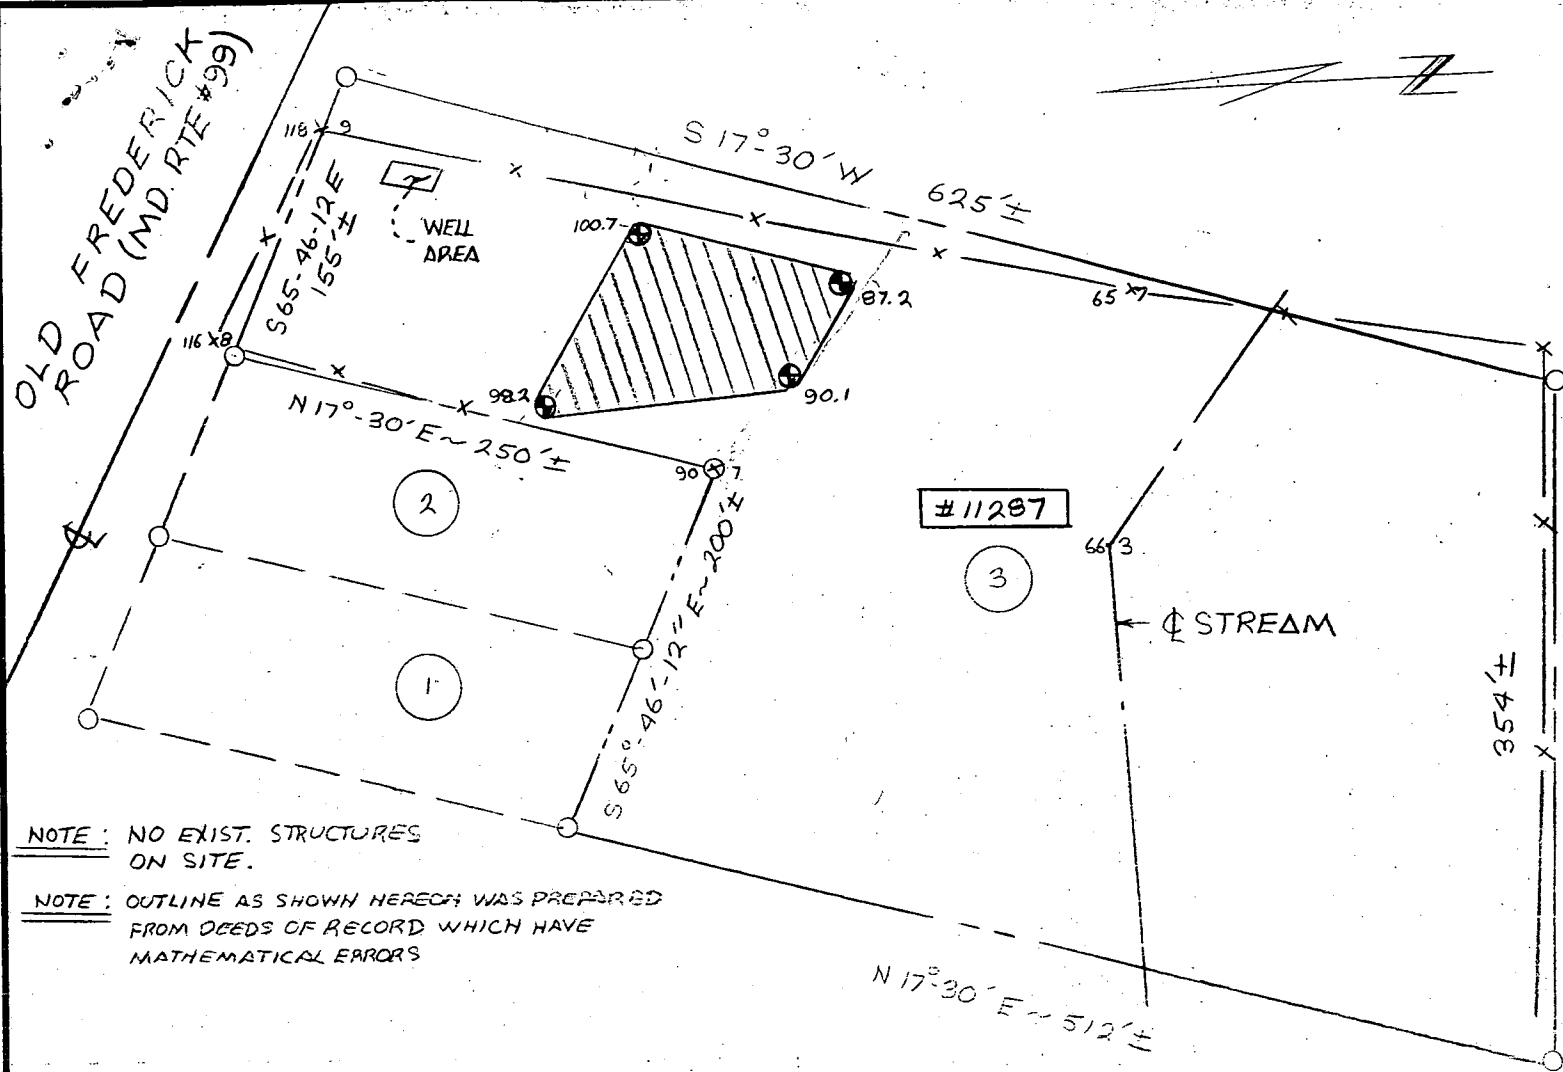 OLD FREDERICK
ROAD (MD. RTE #99)
N
S 17°-30' W 625'±
118 x 9
S65-46-12E
155'±
WELL
AREA
100.7
87.2
65 x 7
116 x 8
98.2
90.1
N 17°-30' E ~ 250'±
90 7
2
#11287
66 3
3
S 65°-46'-12" E ~ 200'±
℄
℄ STREAM
1
354'±
NOTE: NO EXIST. STRUCTURES
ON SITE.
NOTE: OUTLINE AS SHOWN HEREON WAS PREPARED
FROM DEEDS OF RECORD WHICH HAVE
MATHEMATICAL ERRORS
N 17°-30' E ~ 512'±